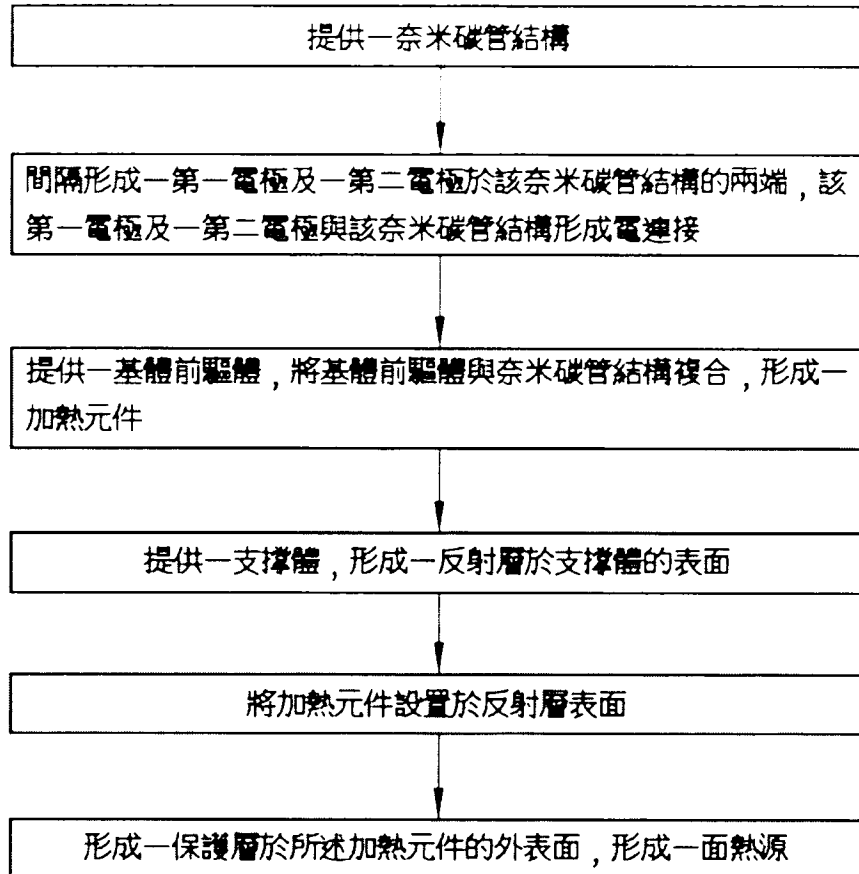 提供一奈米碳管結構
間隔形成一第一電極及一第二電極於該奈米碳管結構的兩端，該
第一電極及一第二電極與該奈米碳管結構形成電連接
提供一基體前驅體，將基體前驅體與奈米碳管結構複合，形成一
加熱元件
提供一支撐體，形成一反射層於支撐體的表面
將加熱元件設置於反射層表面
形成一保護層於所述加熱元件的外表面，形成一面熱源